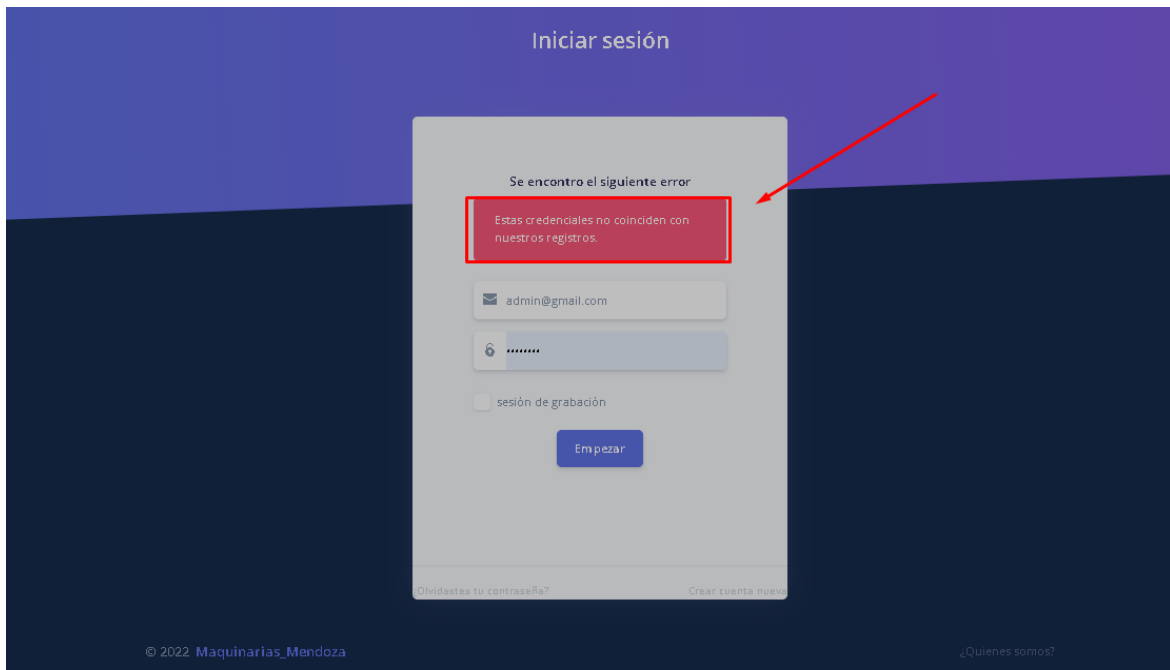 Iniciar sesión
Se encontro el siguiente error
Estas credenciales no coinciden con
nuestros registros.
admin@gmail.com
sesión de grabación
Empezar
Olvidastes tu contraseña?
Crear cuenta nueva
© 2022 Maquinarias_Mendoza
¿Quienes somos?